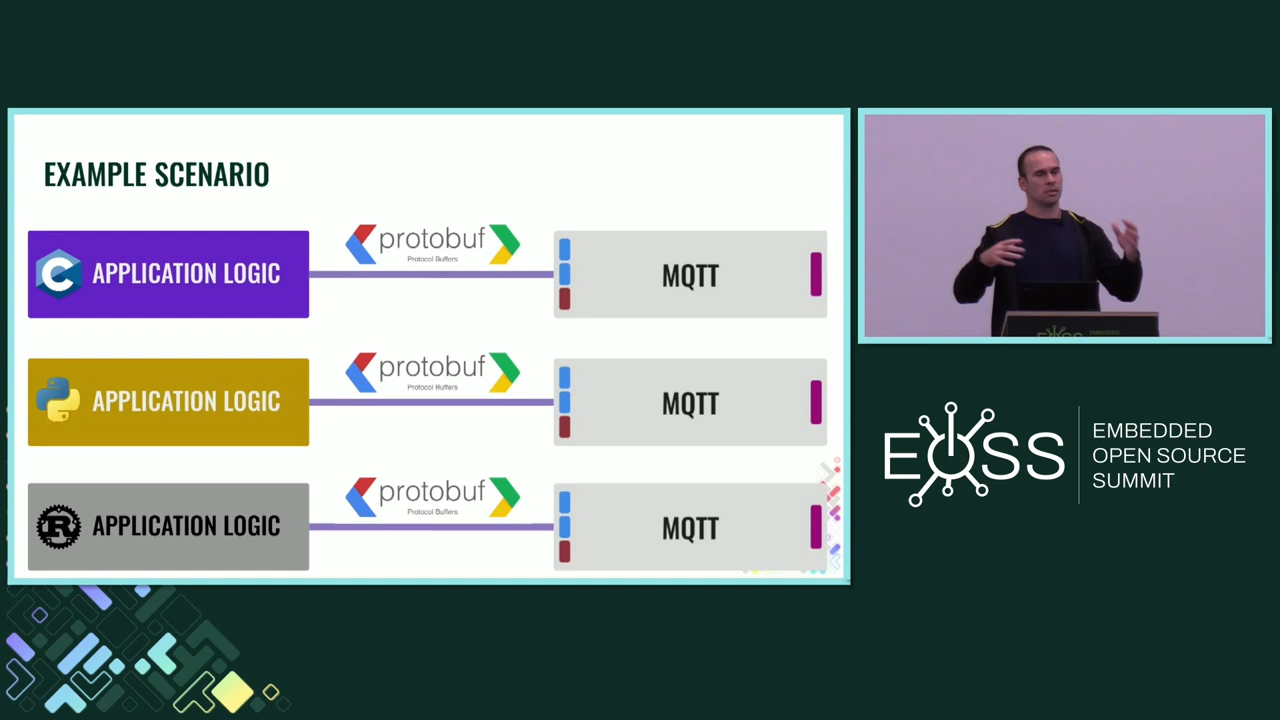 EXAMPLE SCENARIO
C APPLICATION LOGIC
protobuf
Protocol Buffers
MQTT
APPLICATION LOGIC
protobuf
Protocol Buffers
MQTT
R APPLICATION LOGIC
protobuf
Protocol Buffers
MQTT
EOSS
EOSS
EMBEDDED
OPEN SOURCE
SUMMIT